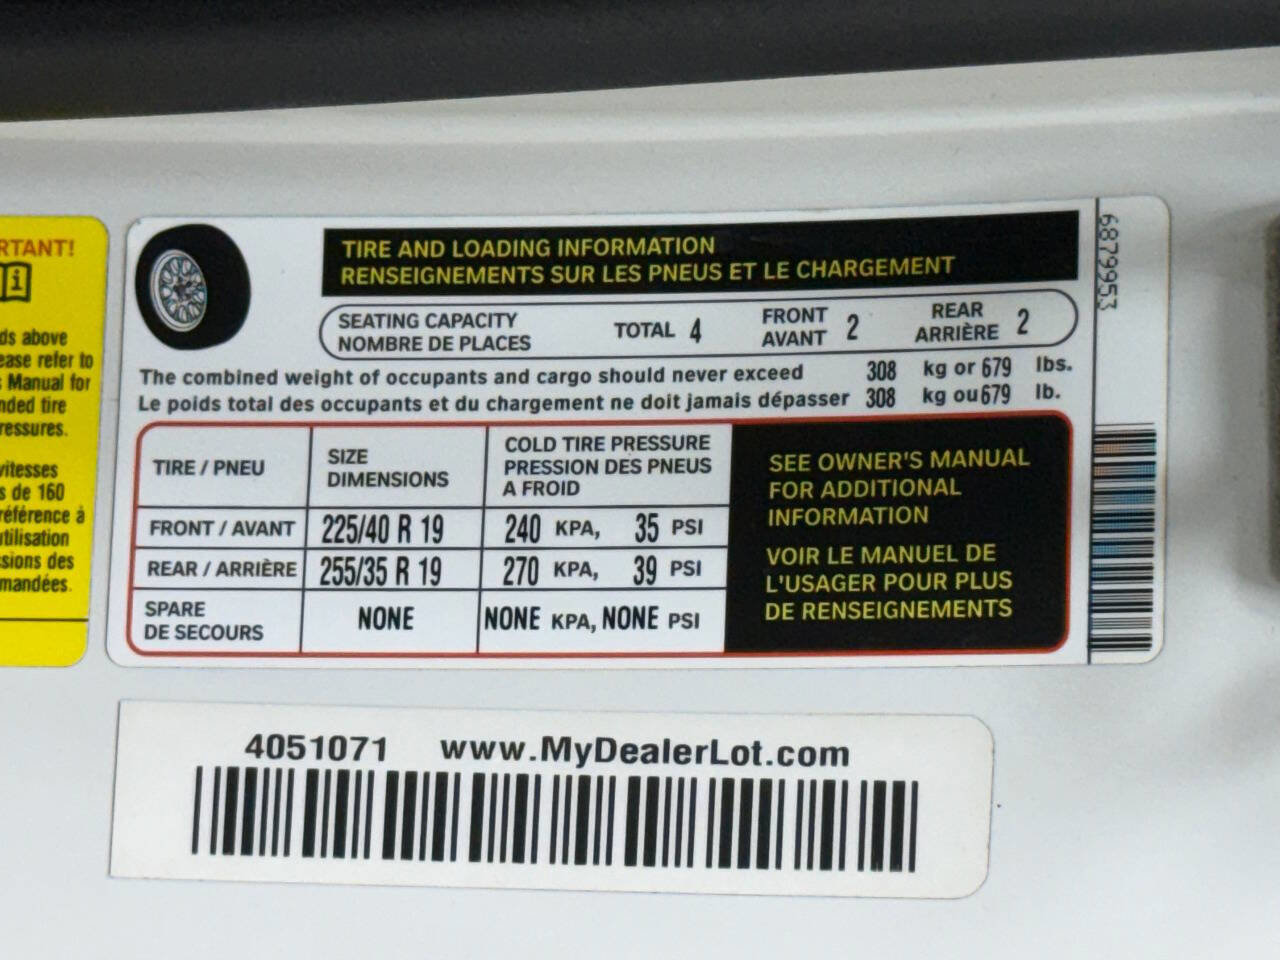 RTANT!
ds above
ease refer to
Manual for
nded tire
ressures.
vitesses
s de 160
référence à
utilisation
sions des
mandées.
TIRE AND LOADING INFORMATION
RENSEIGNEMENTS SUR LES PNEUS ET LE CHARGEMENT
SEATING CAPACITY
NOMBRE DE PLACES
TOTAL 4
FRONT
AVANT 2
REAR
ARRIÈRE 2
The combined weight of occupants and cargo should never exceed 308 kg or 679 lbs.
Le poids total des occupants et du chargement ne doit jamais dépasser 308 kg ou 679 lb.
TIRE / PNEU
SIZE
DIMENSIONS
COLD TIRE PRESSURE
PRESSION DES PNEUS
A FROID
FRONT / AVANT 225/40 R 19 240 KPA, 35 PSI
REAR / ARRIÈRE 255/35 R 19 270 KPA, 39 PSI
SPARE
DE SECOURS NONE NONE KPA, NONE PSI
SEE OWNER'S MANUAL
FOR ADDITIONAL
INFORMATION
VOIR LE MANUEL DE
L'USAGER POUR PLUS
DE RENSEIGNEMENTS
6879953
4051071 www.MyDealerLot.com